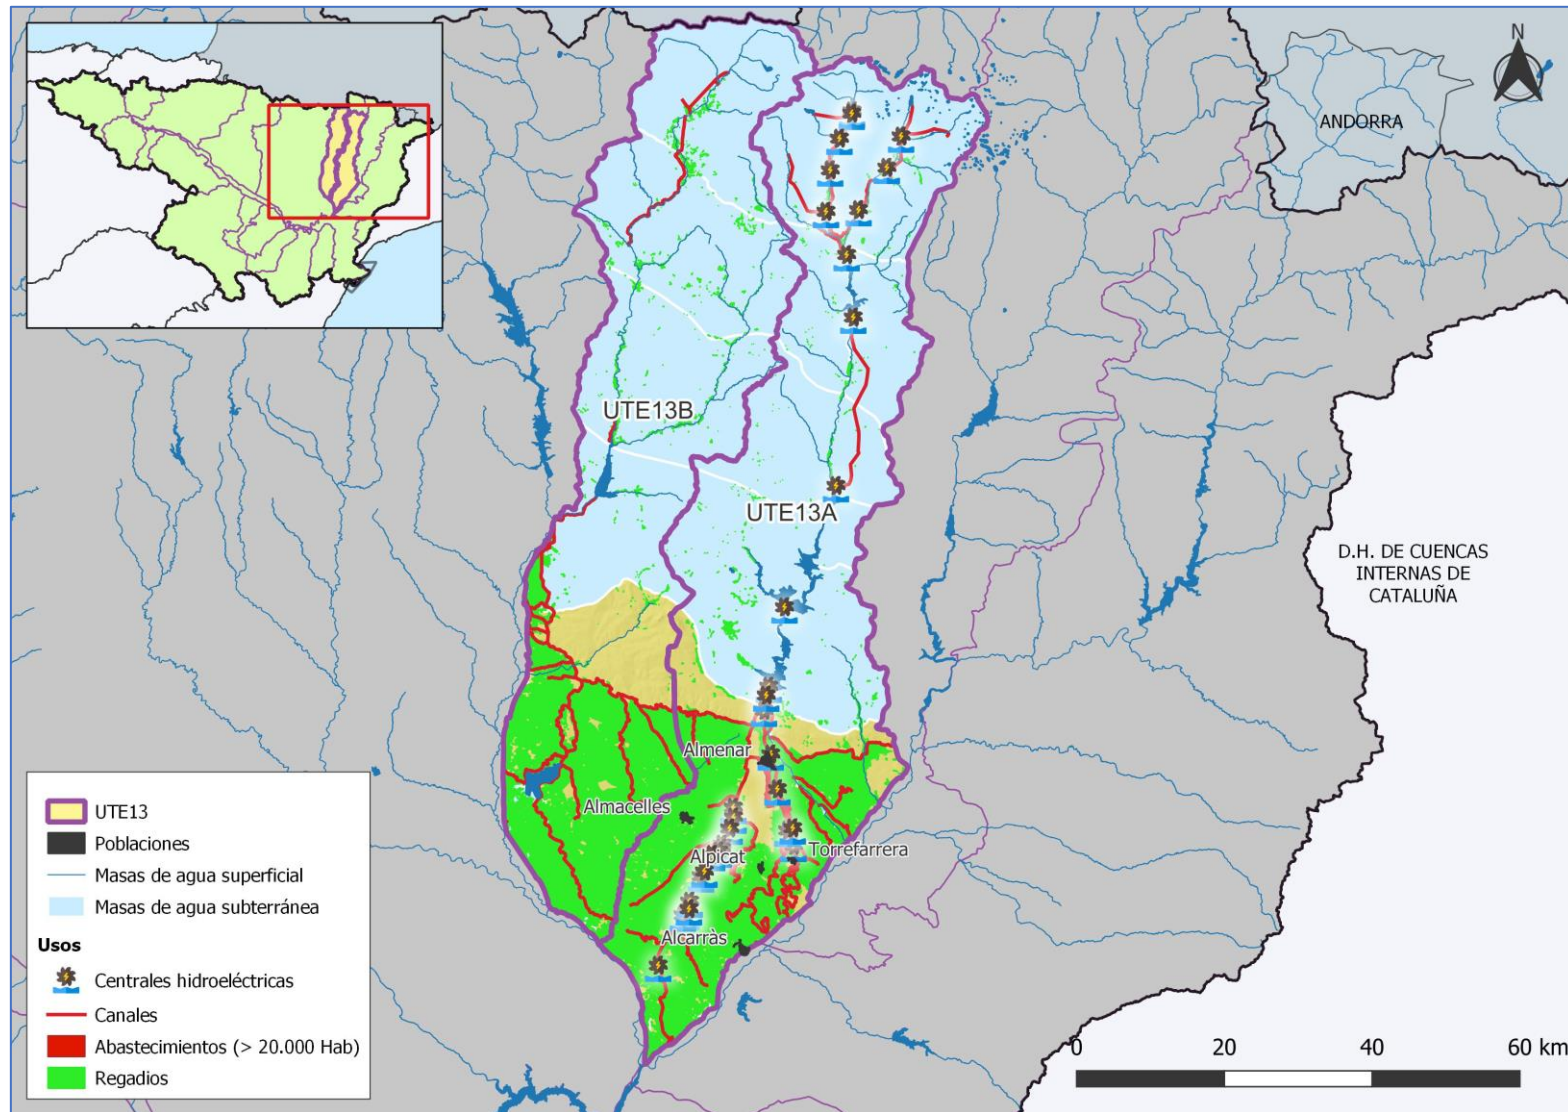 N
ANDORRA
UTE13B
UTE13A
D.H. DE CUENCAS
INTERNAS DE
CATALUÑA
Almenar
Almacelles
Alpicat
Torrefarrera
Alcarràs
UTE13
Poblaciones
Masas de agua superficial
Masas de agua subterránea
Usos
Centrales hidroeléctricas
Canales
Abastecimientos (> 20.000 Hab)
Regadios
0 20 40 60 km